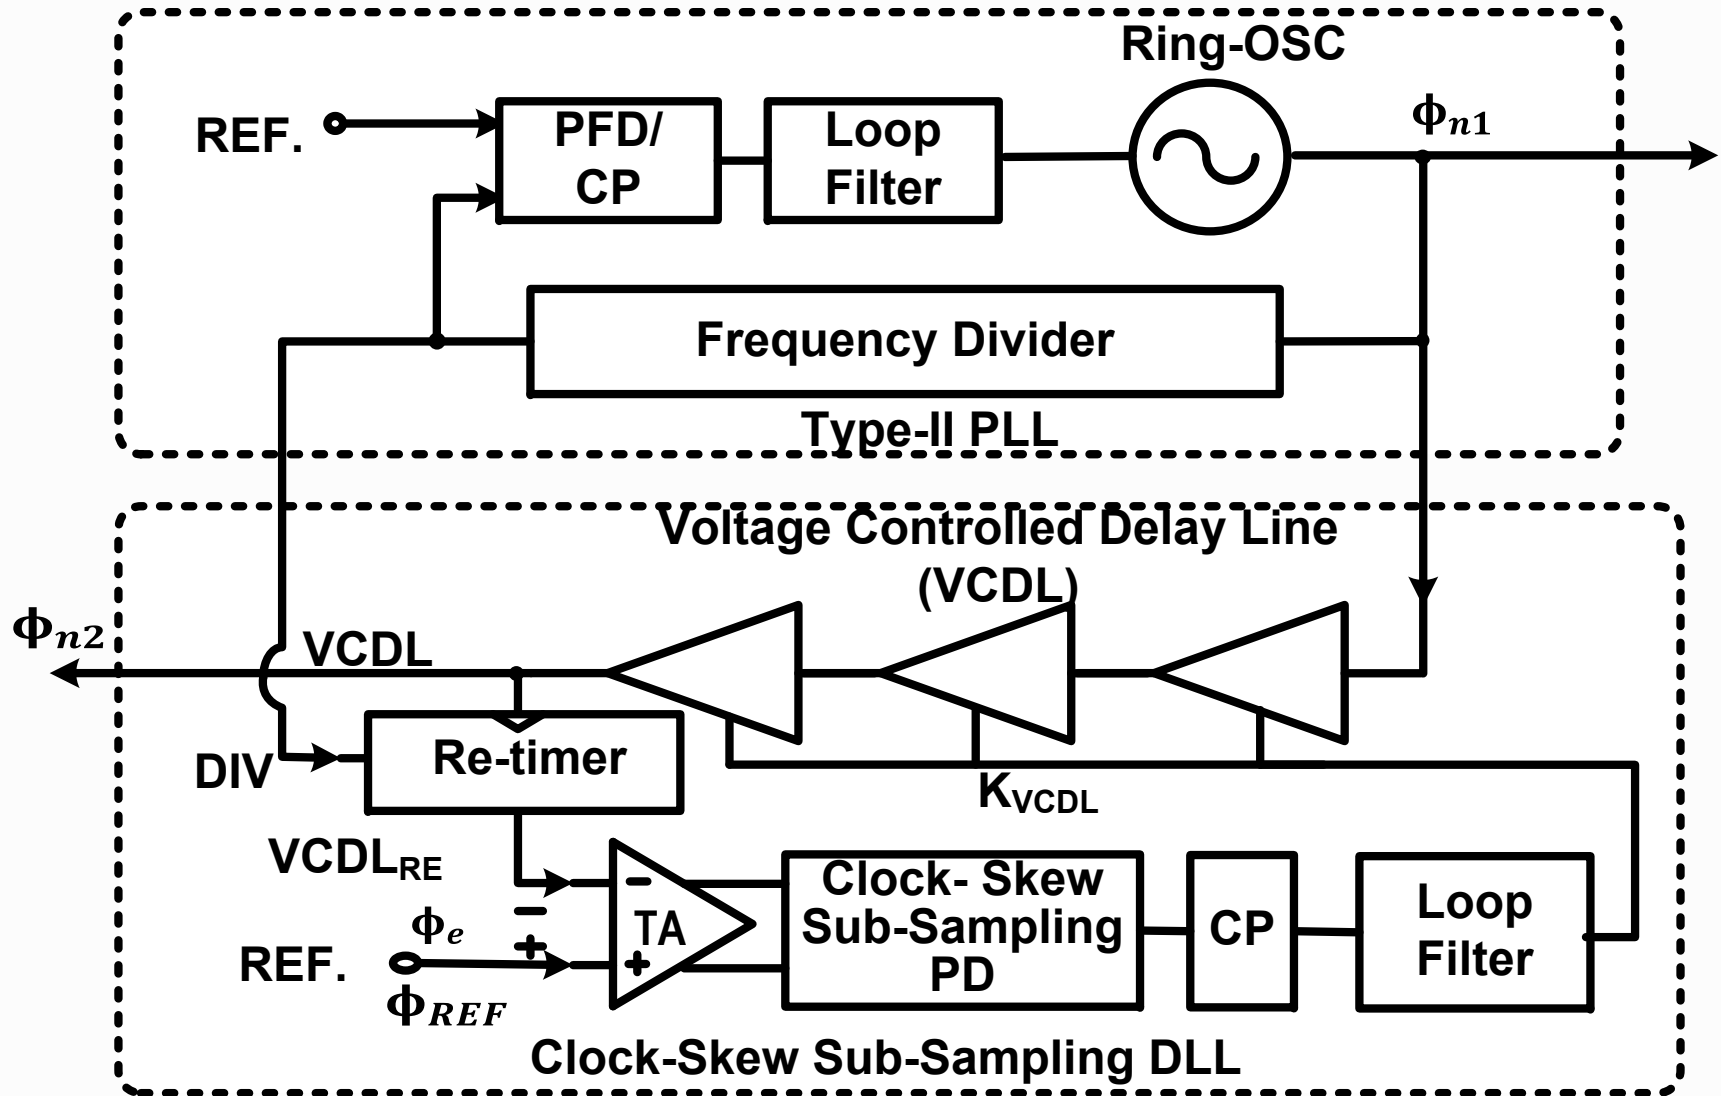 Ring-OSC
ϕn1
REF.
PFD/
CP
Loop
Filter
Frequency Divider
Type-II PLL
Voltage Controlled Delay Line
(VCDL)
ϕn2
VCDL
DIV
Re-timer
KVCDL
VCDLRE
ϕe
REF.
ϕREF
−
−
+
+
TA
Clock- Skew
Sub-Sampling
PD
CP
Loop
Filter
Clock-Skew Sub-Sampling DLL